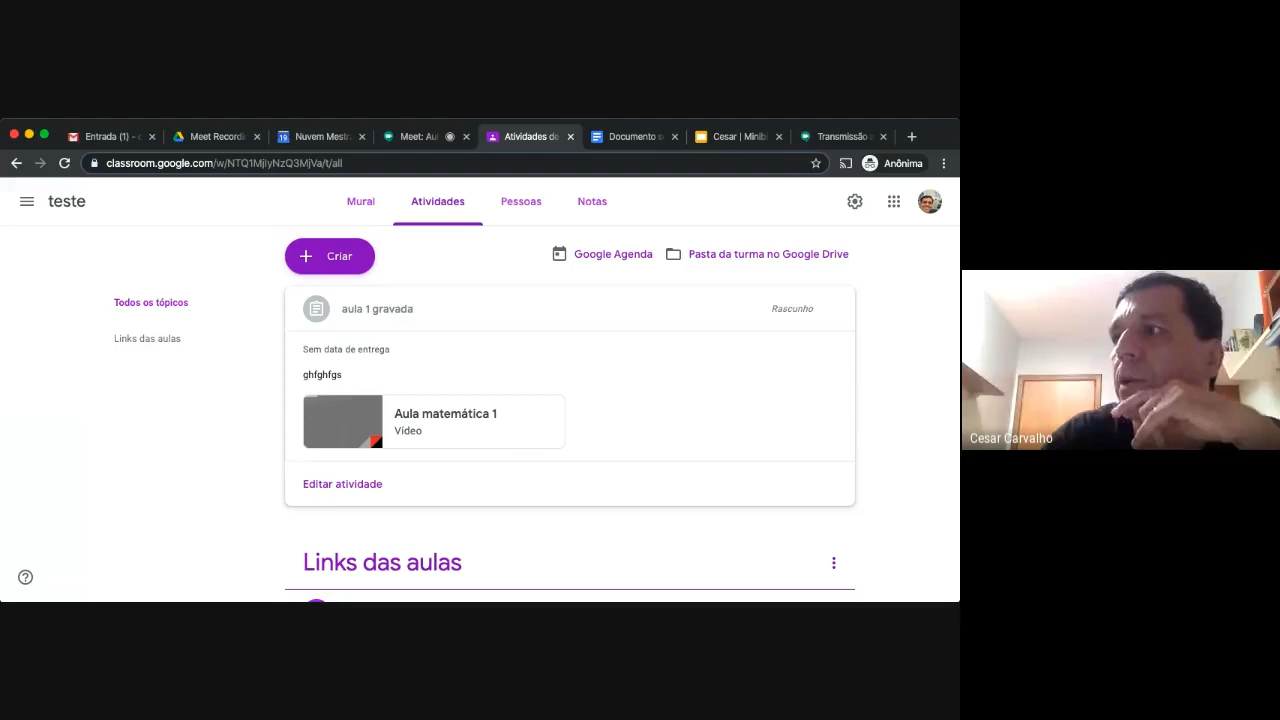 Entrada (1) - c
Meet Recordi
Nuvem Mestra
Meet: Aul
Atividades de
Documento s
Cesar | Minib
Transmissão a
classroom.google.com/w/NTQ1MjIyNzQ3MjVa/t/all
Anônima
teste
Mural
Atividades
Pessoas
Notas
Criar
Google Agenda
Pasta da turma no Google Drive
Todos os tópicos
Links das aulas
aula 1 gravada
Rascunho
Sem data de entrega
ghfghfgs
Aula matemática 1
Vídeo
Editar atividade
Links das aulas
Cesar Carvalho